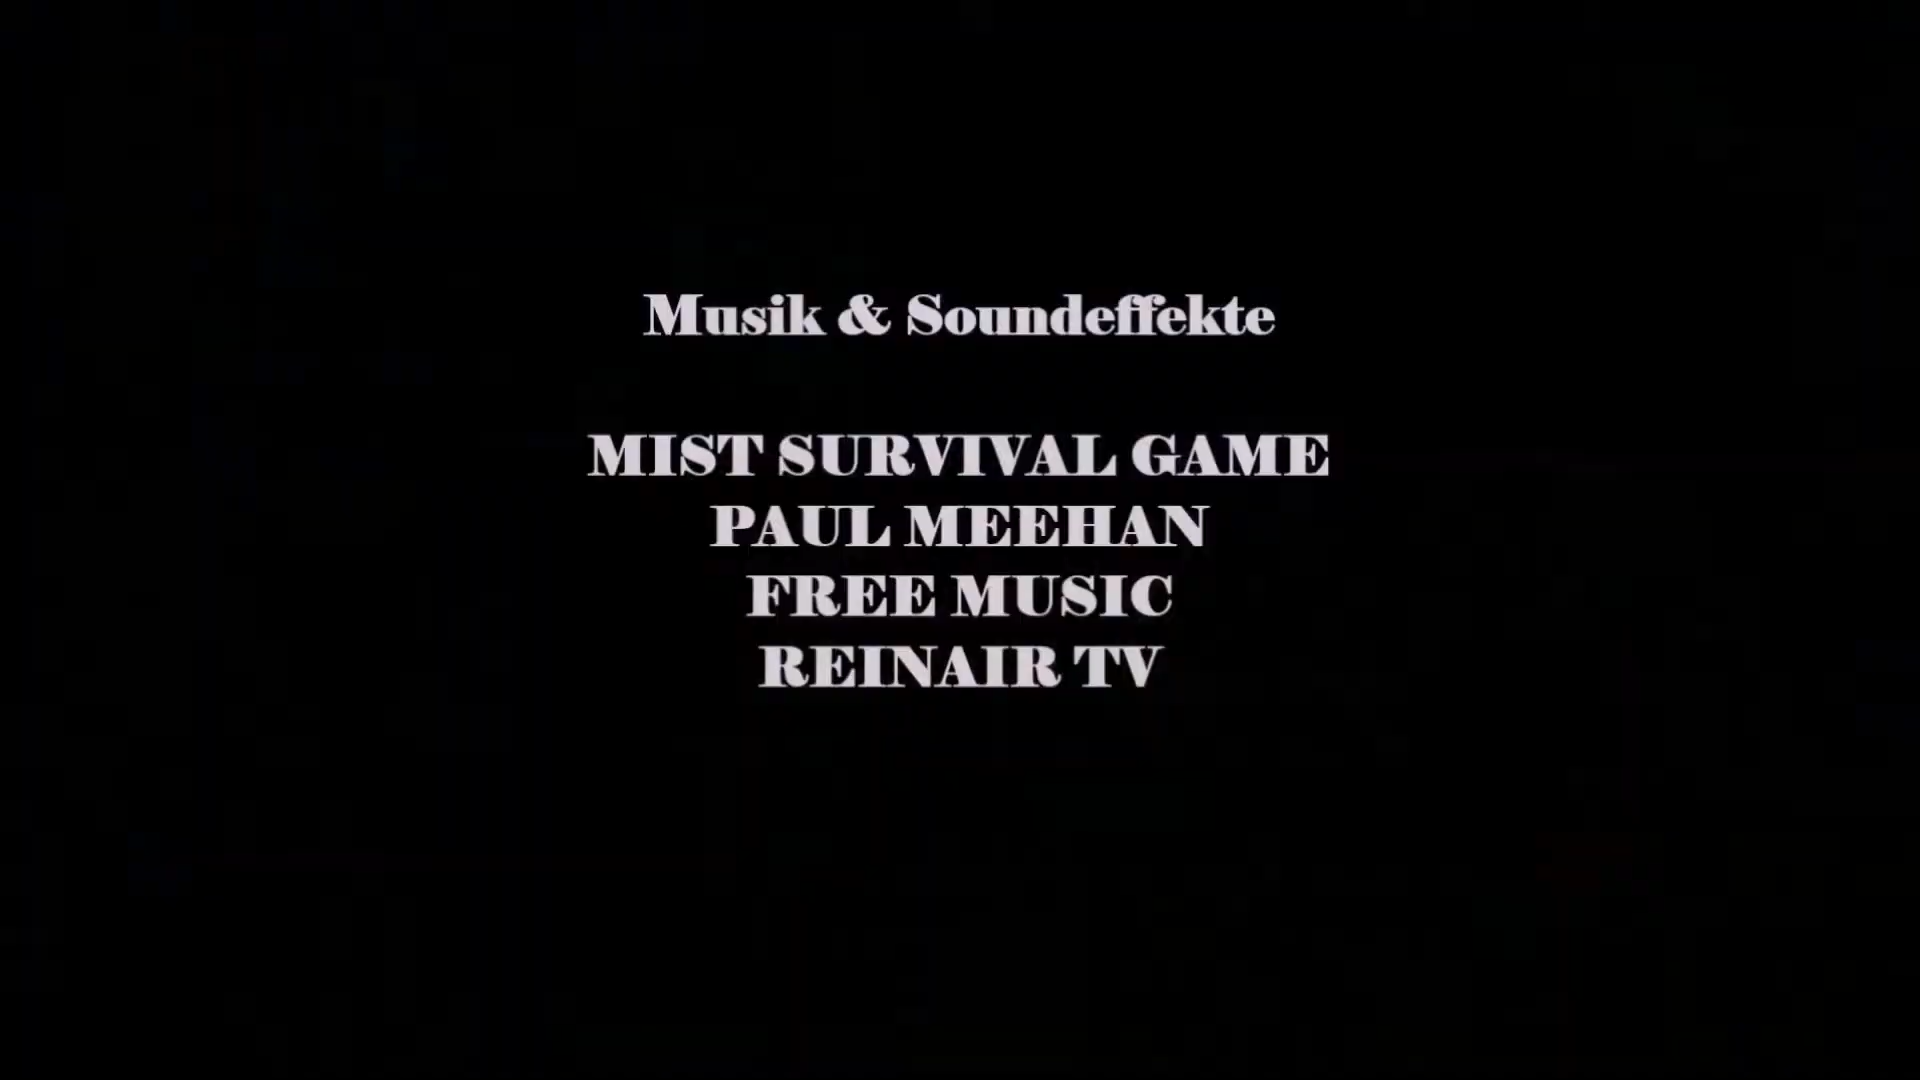 Musik & Soundeffekte
MIST SURVIVAL GAME
PAUL MEEHAN
FREE MUSIC
REINAIR TV